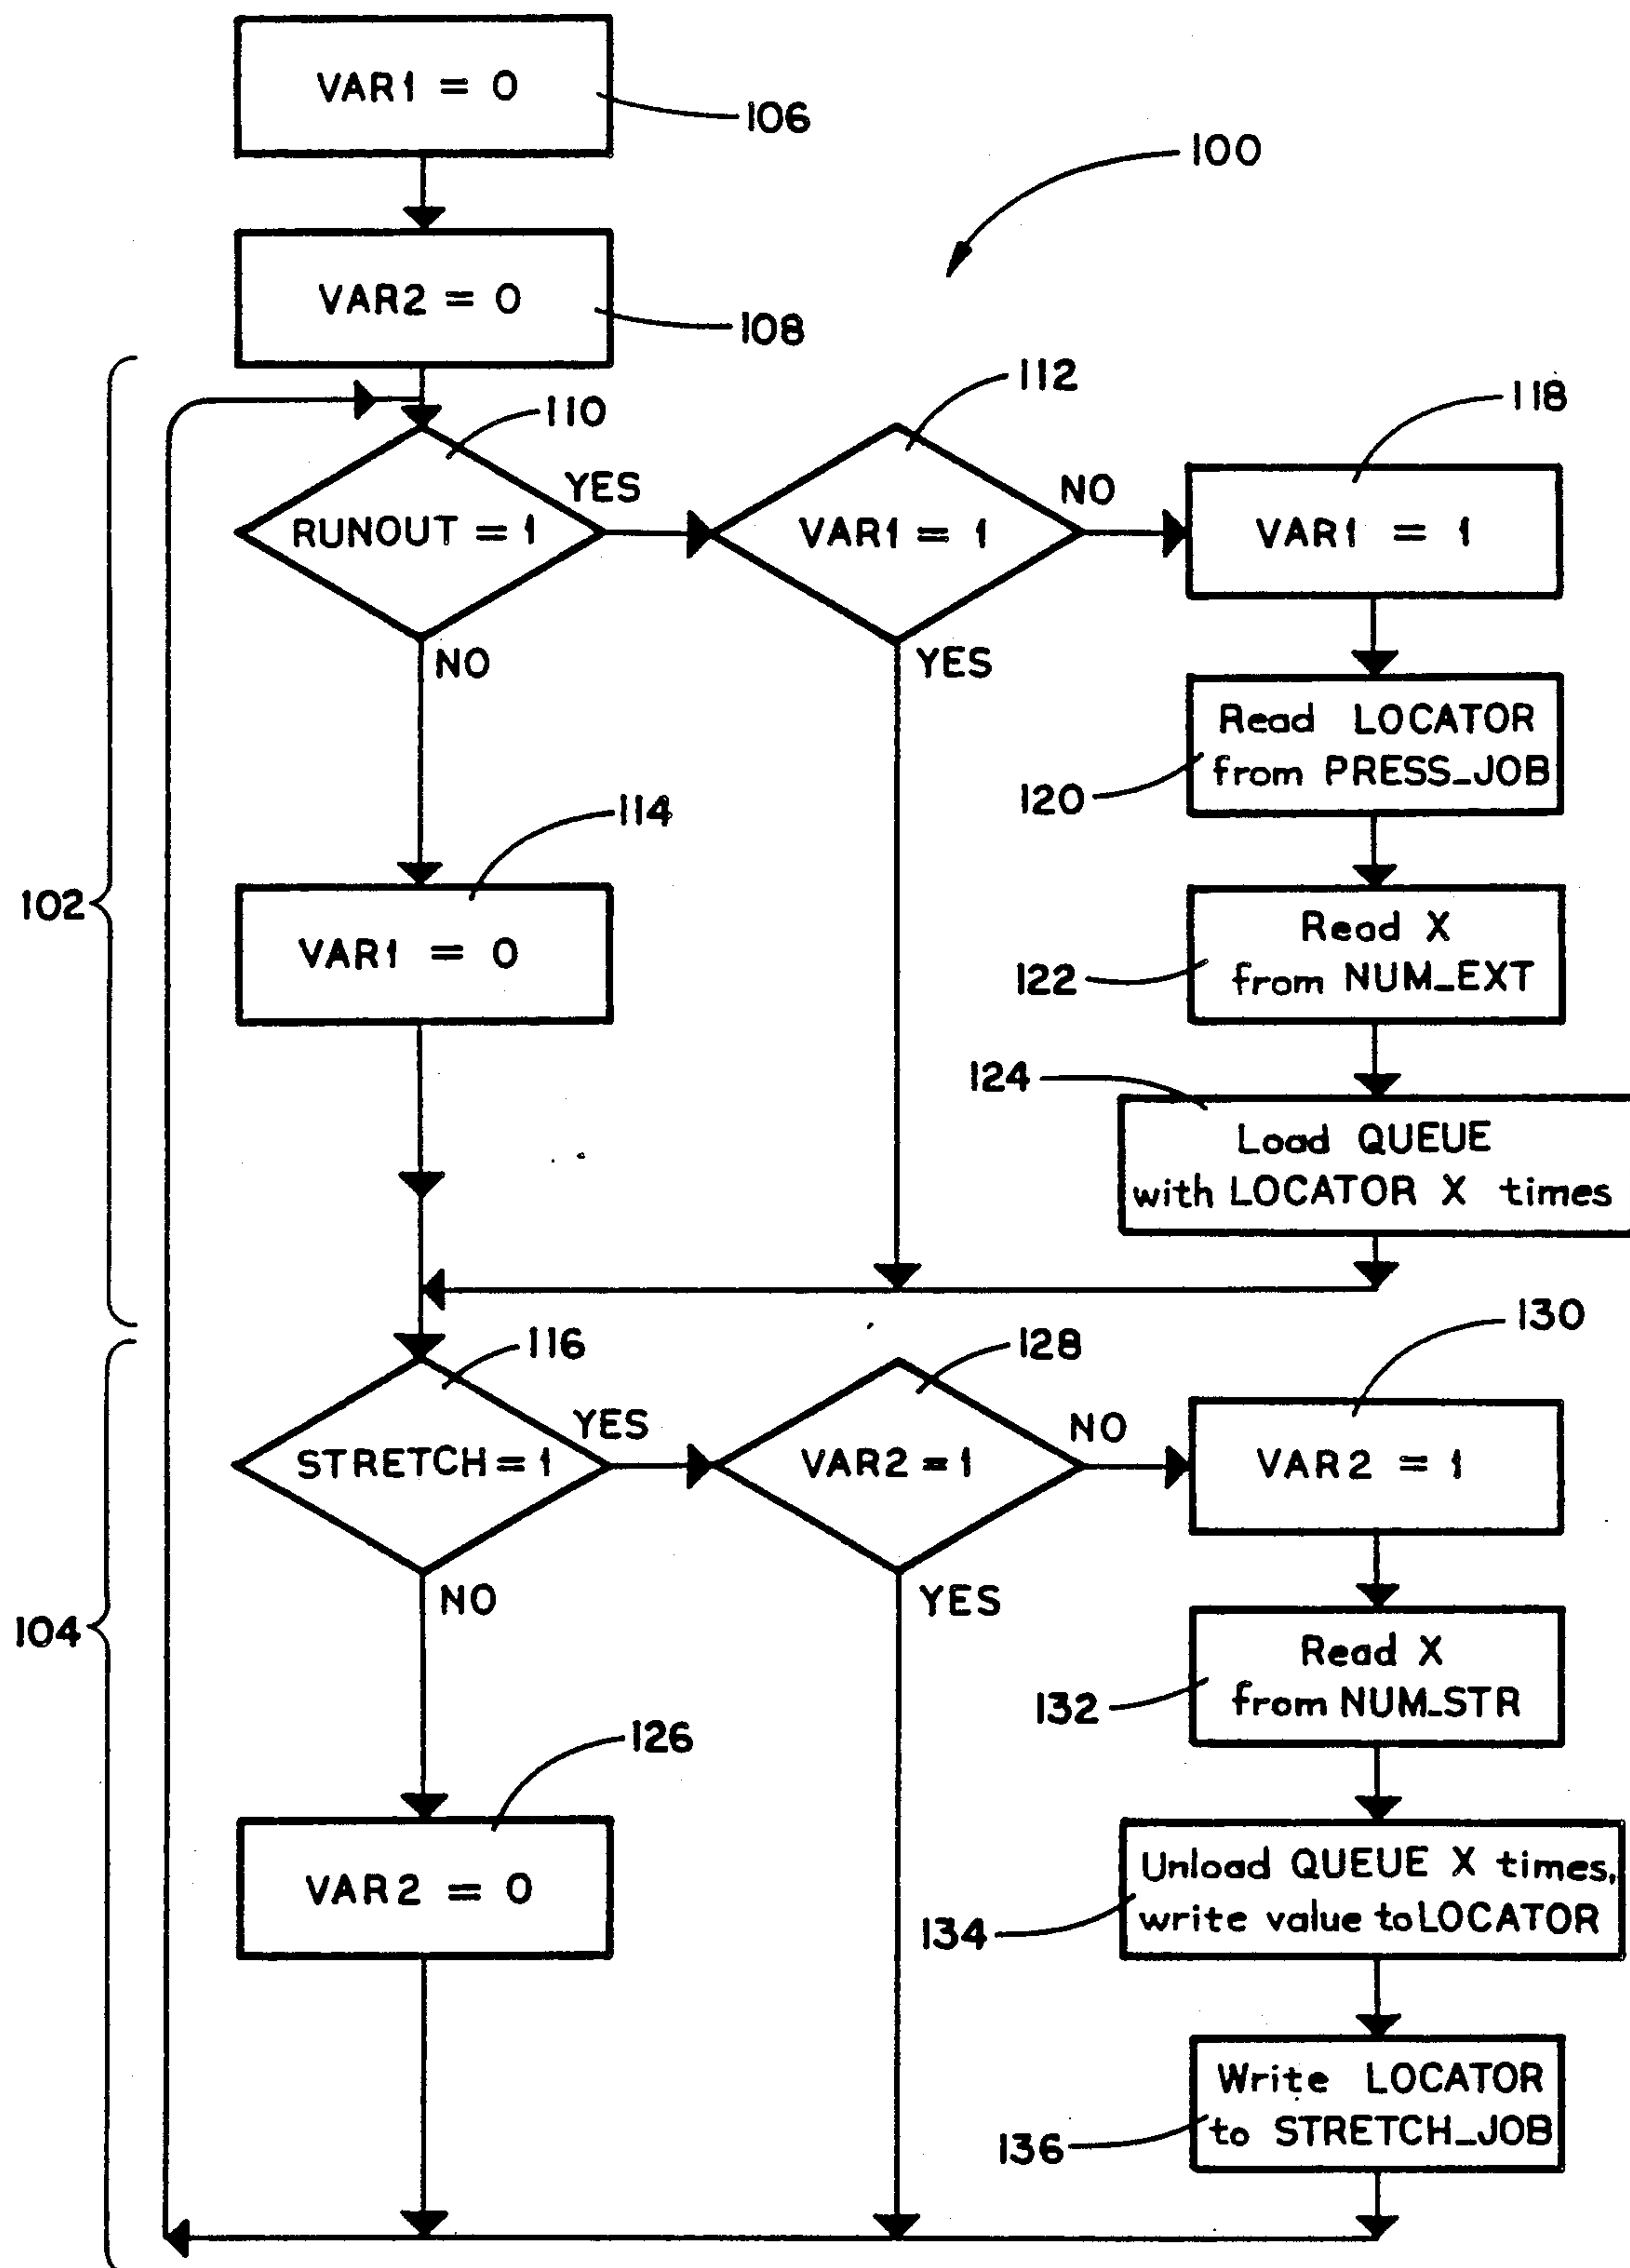 VAR1 = 0
106
100
VAR2 = 0
108
112
118
110
YES
NO
RUNOUT = 1
VAR1 = 1
VAR1 = 1
NO
YES
Read LOCATOR
from PRESS_JOB
120
114
102
VAR1 = 0
Read X
from NUM_EXT
122
124
Load QUEUE
with LOCATOR X times
130
116
128
YES
NO
STRETCH = 1
VAR2 = 1
VAR2 = 1
NO
YES
104
Read X
from NUM_STR
132
126
VAR2 = 0
Unload QUEUE X times,
write value to LOCATOR
134
Write LOCATOR
to STRETCH_JOB
136